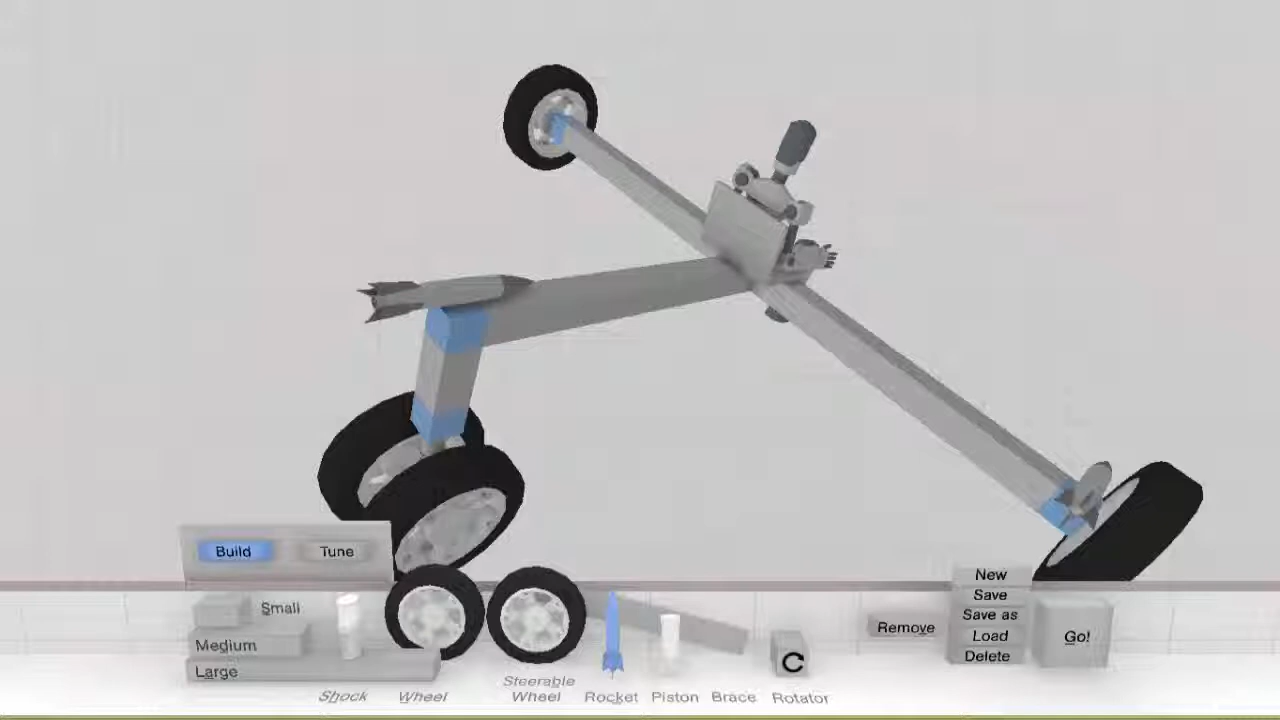 Build
Tune
Small
Medium
Large
Shock
Wheel
Steerable
Wheel
Rocket
Piston
Brace
Rotator
Remove
New
Save
Save as
Load
Delete
Go!